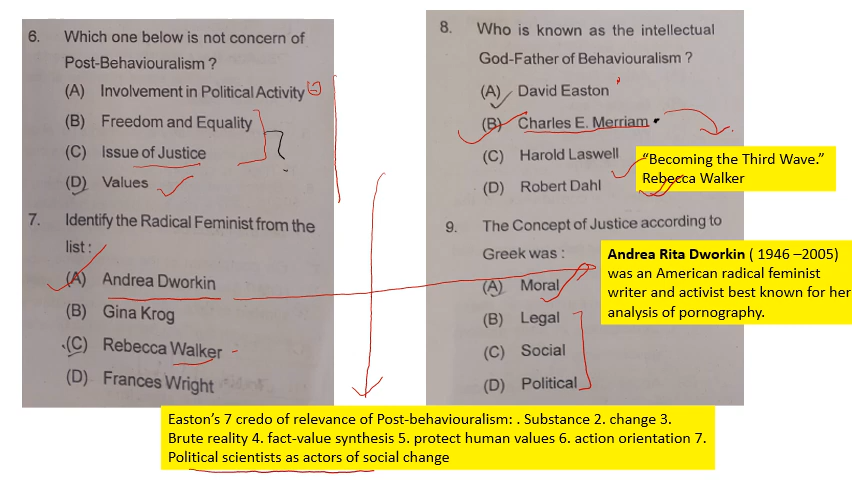 6. Which one below is not concern of
Post-Behaviouralism ?
(A) Involvement in Political Activity
(B) Freedom and Equality
(C) Issue of Justice
(D) Values
7. Identify the Radical Feminist from the
list :
(A) Andrea Dworkin
(B) Gina Krog
(C) Rebecca Walker
(D) Frances Wright
8. Who is known as the intellectual
God-Father of Behaviouralism ?
(A) David Easton
(B) Charles E. Merriam
(C) Harold Laswell
(D) Robert Dahl
"Becoming the Third Wave."
Rebecca Walker
9. The Concept of Justice according to
Greek was :
(A) Moral
(B) Legal
(C) Social
(D) Political
Andrea Rita Dworkin ( 1946 –2005)
was an American radical feminist
writer and activist best known for her
analysis of pornography.
Easton's 7 credo of relevance of Post-behaviouralism: . Substance 2. change 3.
Brute reality 4. fact-value synthesis 5. protect human values 6. action orientation 7.
Political scientists as actors of social change